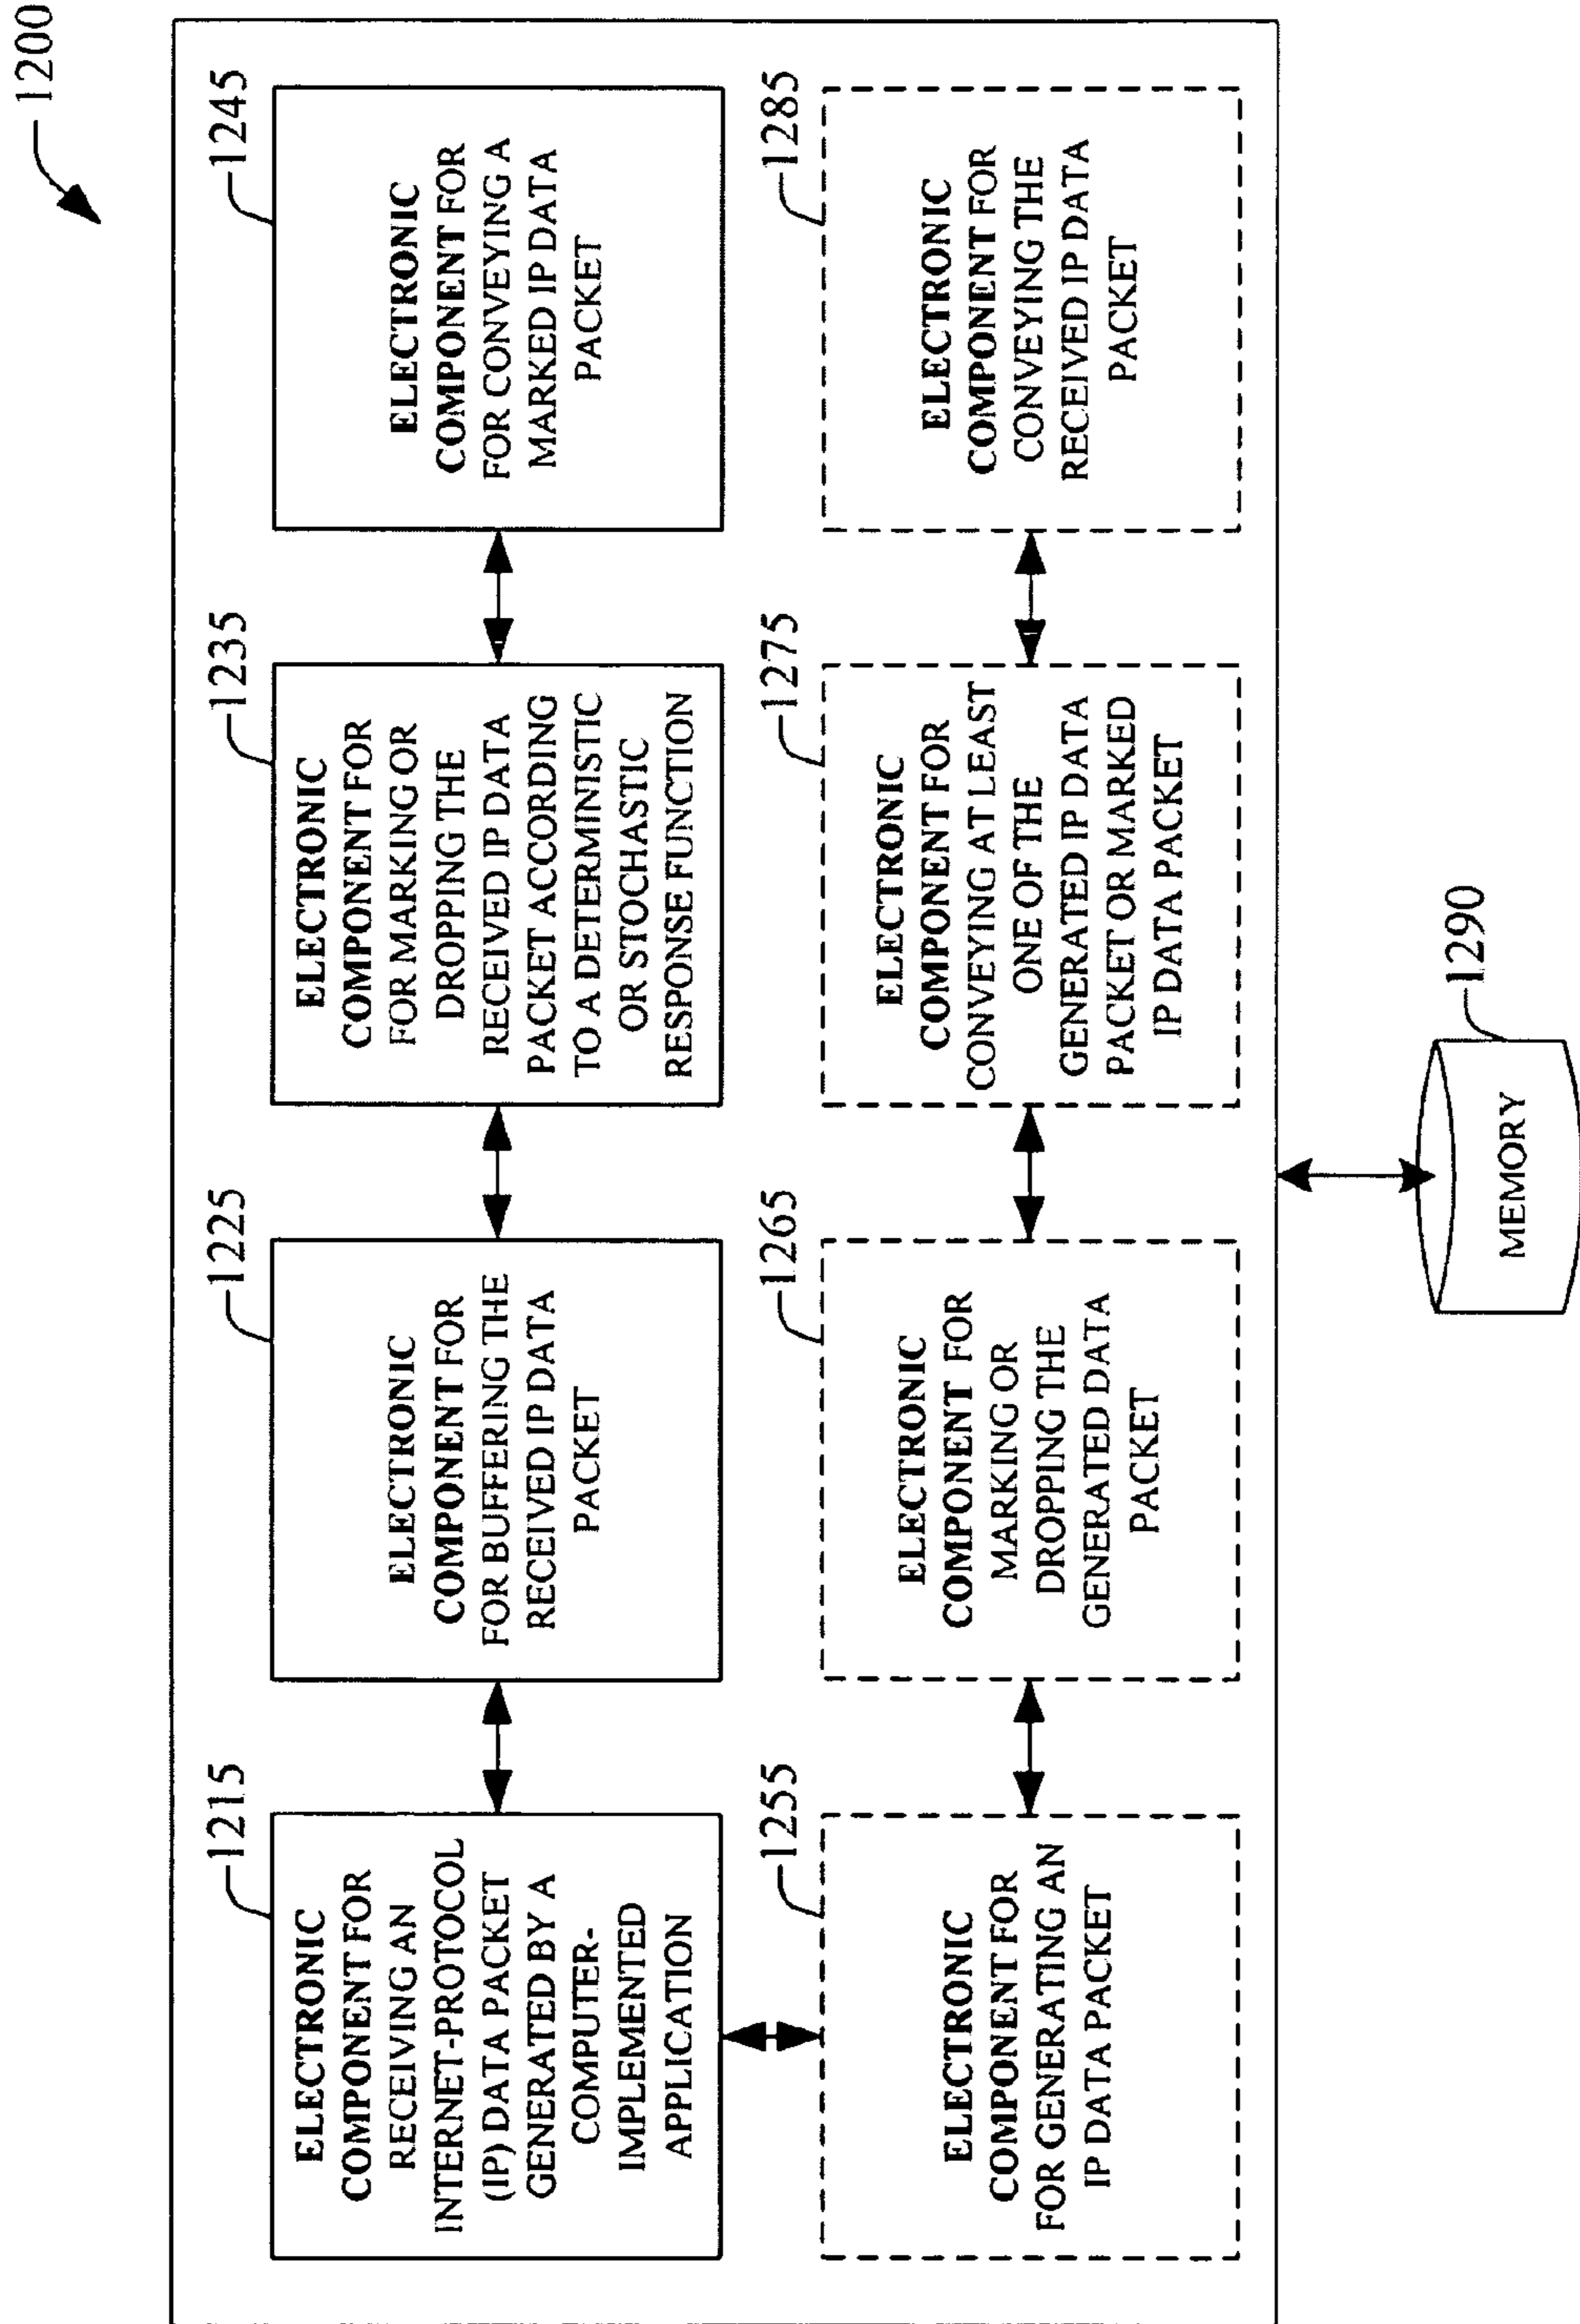 1200
1215
ELECTRONIC
COMPONENT FOR
RECEIVING AN
INTERNET-PROTOCOL
(IP) DATA PACKET
GENERATED BY A
COMPUTER-
IMPLEMENTED
APPLICATION
1225
ELECTRONIC
COMPONENT FOR
FOR BUFFERING THE
RECEIVED IP DATA
PACKET
1235
ELECTRONIC
COMPONENT FOR
FOR MARKING OR
DROPPING THE
RECEIVED IP DATA
PACKET ACCORDING
TO A DETERMINISTIC
OR STOCHASTIC
RESPONSE FUNCTION
1245
ELECTRONIC
COMPONENT FOR
FOR CONVEYING A
MARKED IP DATA
PACKET
1255
ELECTRONIC
COMPONENT FOR
FOR GENERATING AN
IP DATA PACKET
1265
ELECTRONIC
COMPONENT FOR
MARKING OR
DROPPING THE
GENERATED DATA
PACKET
1275
ELECTRONIC
COMPONENT FOR
CONVEYING AT LEAST
ONE OF THE
GENERATED IP DATA
PACKET OR MARKED
IP DATA PACKET
1285
ELECTRONIC
COMPONENT FOR
CONVEYING THE
RECEIVED IP DATA
PACKET
1290
MEMORY